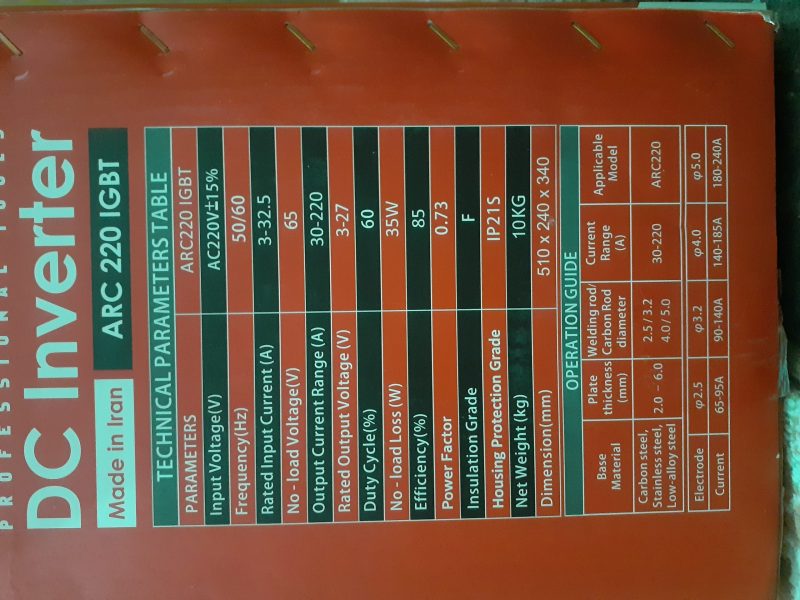 PROFESSIONAL TOOLS
DC Inverter
Made in Iran
ARC 220 IGBT
TECHNICAL PARAMETERS TABLE
PARAMETERS ARC220 IGBT
Input Voltage(V) AC220V±15%
Frequency(Hz) 50/60
Rated Input Current (A) 3-32.5
No - load Voltage(V) 65
Output Current Range (A) 30-220
Rated Output Voltage (V) 3-27
Duty Cycle(%) 60
No - load Loss (W) 35W
Efficiency(%) 85
Power Factor 0.73
Insulation Grade F
Housing Protection Grade IP21S
Net Weight (kg) 10KG
Dimension(mm) 510 x 240 x 340
OPERATION GUIDE
Base
Material
Plate
thickness
(mm)
Welding rod/
Carbon Rod
diameter
Current
Range
(A)
Applicable
Model
Carbon steel,
Stainless steel,
Low-alloy steel
2.0 – 6.0
2.5 / 3.2
4.0 / 5.0
30-220
ARC220
Electrode φ2.5 φ3.2 φ4.0 φ5.0
Current 65-95A 90-140A 140-185A 180-240A